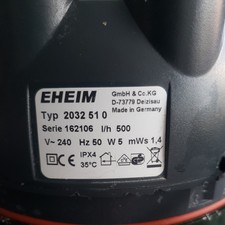 EHEIM
GmbH & Co.KG
D-73779 Deizisau
Made in Germany
Typ 2032 51 0
Serie 162106 l/h 500
V~ 240 Hz 50 W 5 mWs 1,4
CE IPX4
35°C